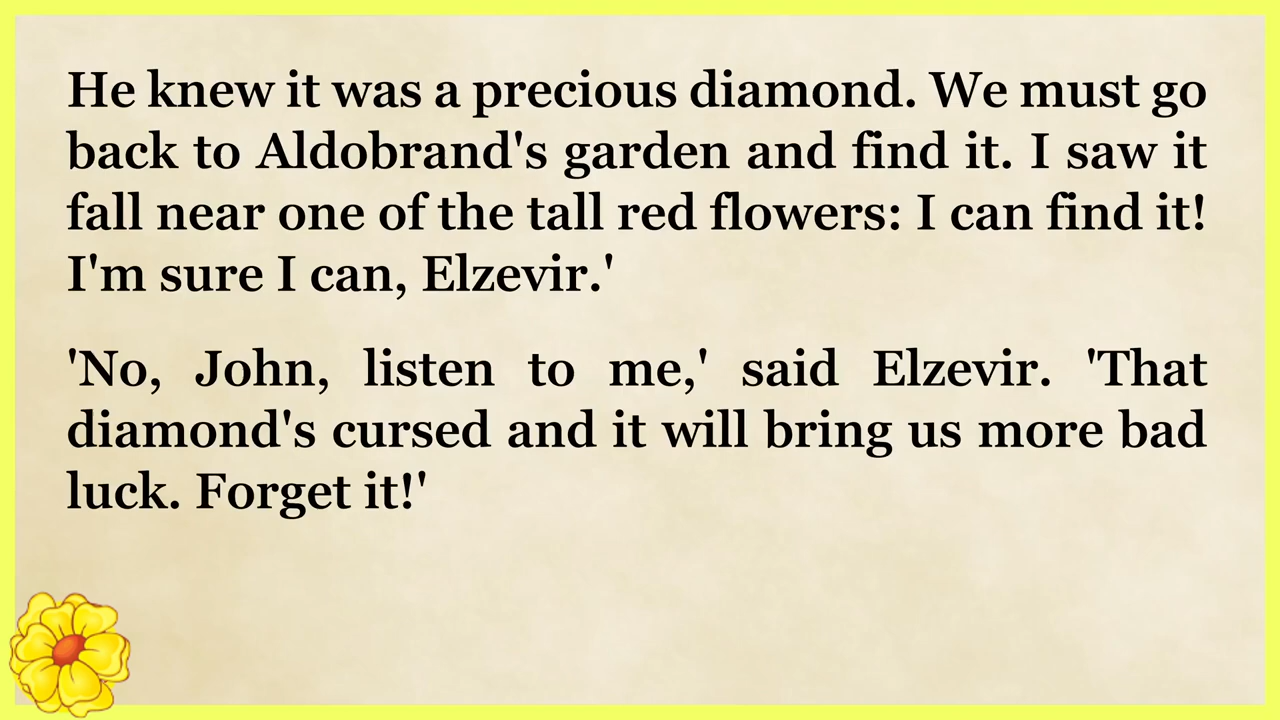 He knew it was a precious diamond. We must go
back to Aldobrand's garden and find it. I saw it
fall near one of the tall red flowers: I can find it!
I'm sure I can, Elzevir.'
'No, John, listen to me,' said Elzevir. 'That
diamond's cursed and it will bring us more bad
luck. Forget it!'